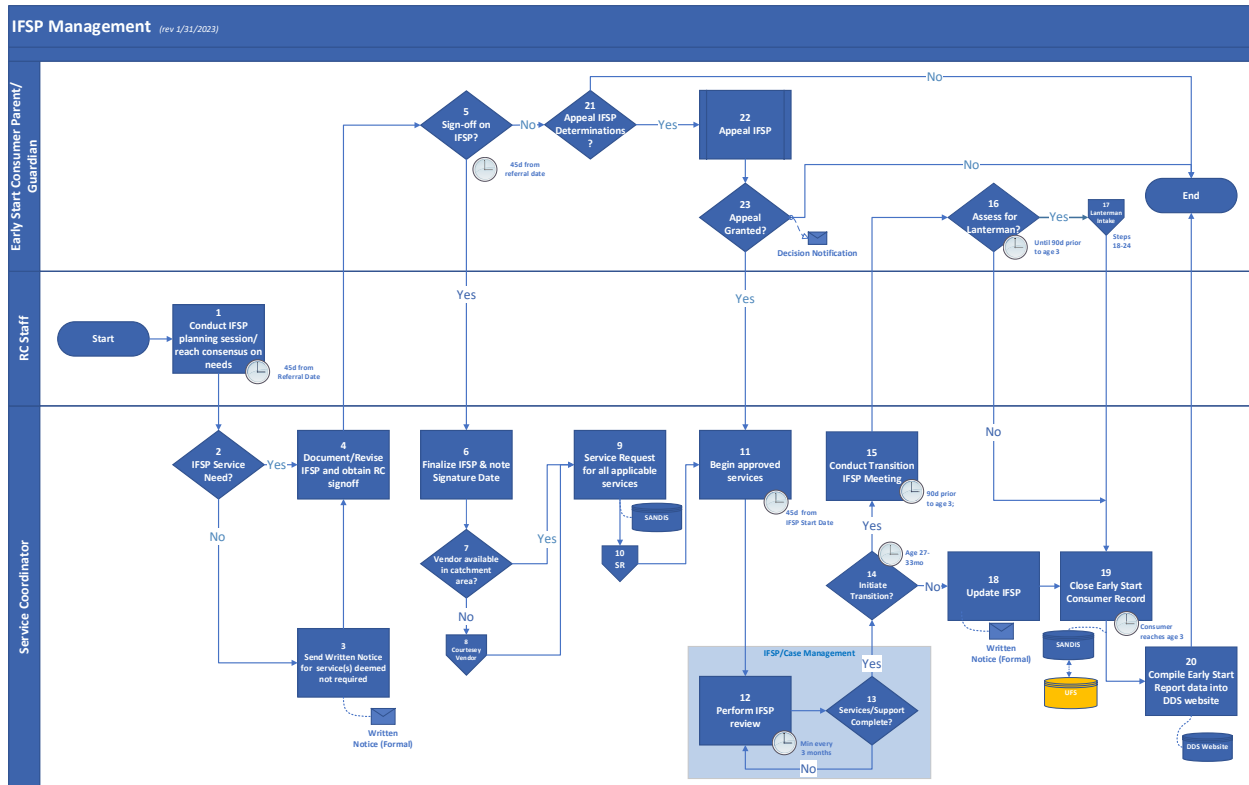 IFSP Management (rev 1/31/2023)
Early Start Consumer Parent/
Guardian
5
Sign-off on
IFSP?
45d from
referral date
No
21
Appeal IFSP
Determinations
?
No
Yes
22
Appeal IFSP
23
Appeal
Granted?
No
Decision Notification
16
Assess for
Lanterman?
Until 90d prior
to age 3
Yes
17
Lanterman
Intake
Steps
18-24
End
RC Staff
Start
1
Conduct IFSP
planning session/
reach consensus on
needs
45d from
Referral Date
Yes
Yes
Service Coordinator
2
IFSP Service
Need?
Yes
No
4
Document/Revise
IFSP and obtain RC
signoff
3
Send Written Notice
for service(s) deemed
not required
Written
Notice (Formal)
6
Finalize IFSP & note
Signature Date
7
Vendor available
in catchment
area?
Yes
No
8
Courtesey
Vendor
9
Service Request
for all applicable
services
SANDIS
10
SR
11
Begin approved
services
45d from
IFSP Start Date
IFSP/Case Management
12
Perform IFSP
review
Min every
3 months
13
Services/Support
Complete?
No
Yes
14
Initiate
Transition?
Age 27-
33mo
Yes
No
15
Conduct Transition
IFSP Meeting
90d prior
to age 3;
No
18
Update IFSP
Written
Notice (Formal)
19
Close Early Start
Consumer Record
Consumer
reaches age 3
SANDIS
UFS
20
Compile Early Start
Report data into
DDS website
DDS Website